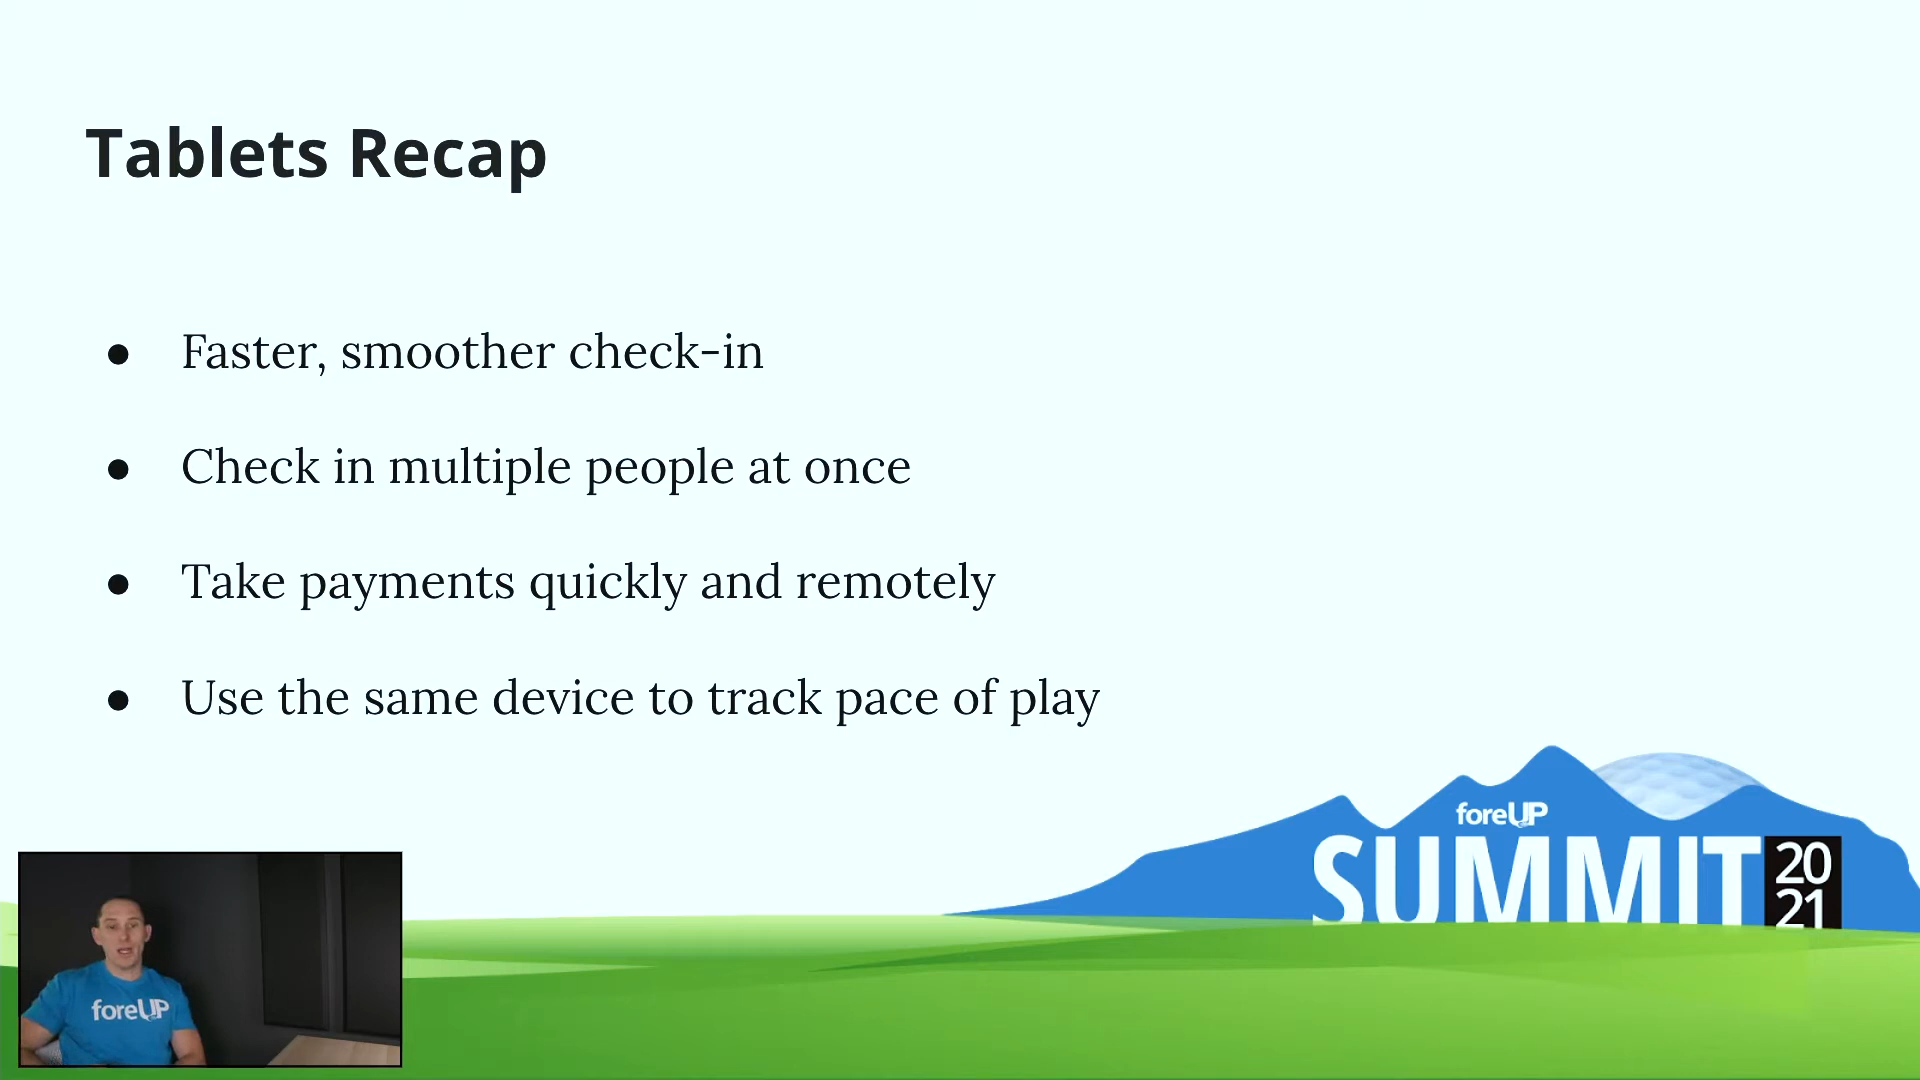 Tablets Recap
● Faster, smoother check-in
● Check in multiple people at once
● Take payments quickly and remotely
● Use the same device to track pace of play
foreUP
SUMMIT 20
21
foreUP